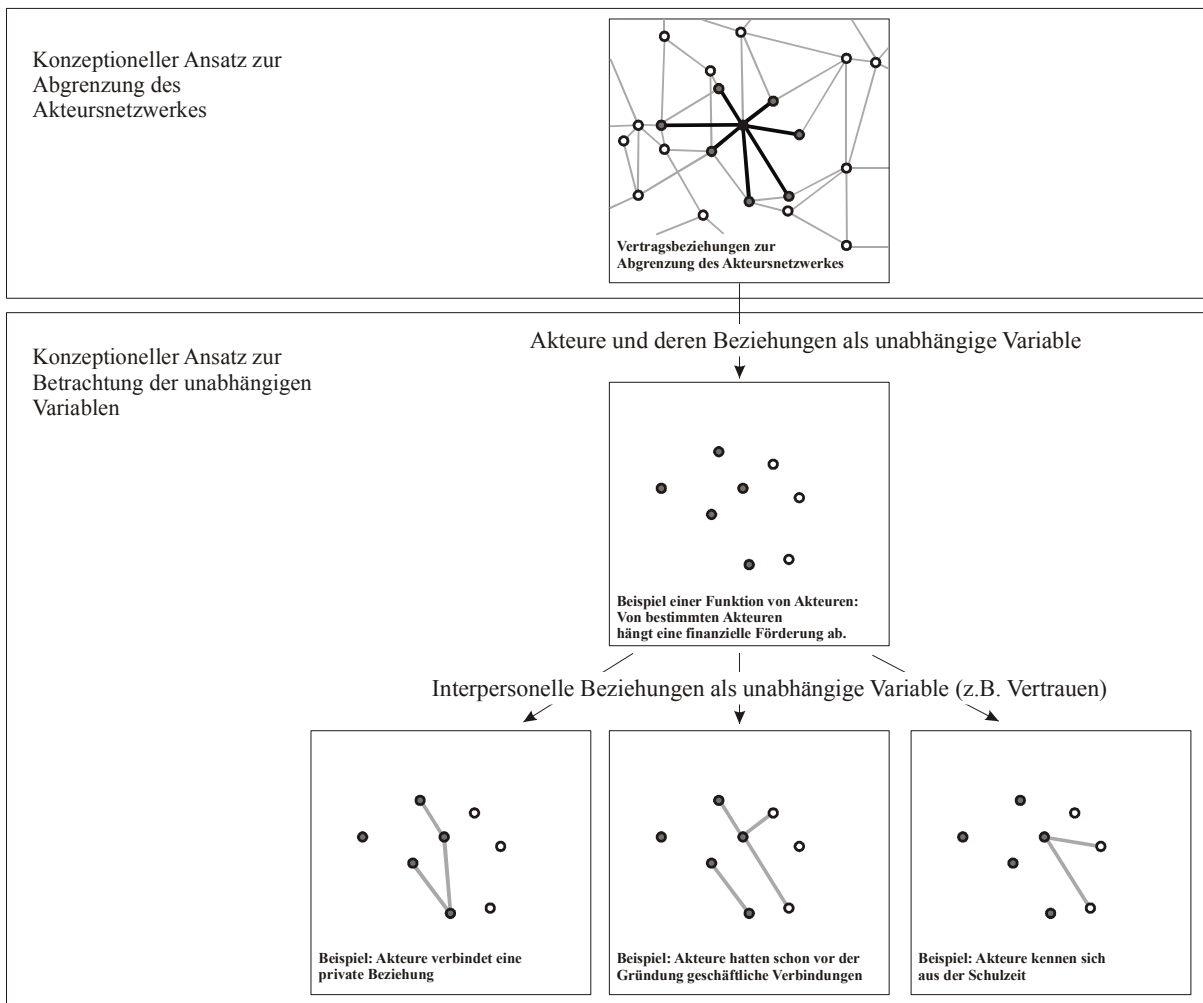 Konzeptioneller Ansatz zur
Abgrenzung des
Akteursnetzwerkes
Vertragsbeziehungen zur
Abgrenzung des Akteursnetzwerkes
Konzeptioneller Ansatz zur
Betrachtung der unabhängigen
Variablen
Akteure und deren Beziehungen als unabhängige Variable
Beispiel einer Funktion von Akteuren:
Von bestimmten Akteuren
hängt eine finanzielle Förderung ab.
Interpersonelle Beziehungen als unabhängige Variable (z.B. Vertrauen)
Beispiel: Akteure verbindet eine
private Beziehung
Beispiel: Akteure hatten schon vor der
Gründung geschäftliche Verbindungen
Beispiel: Akteure kennen sich
aus der Schulzeit